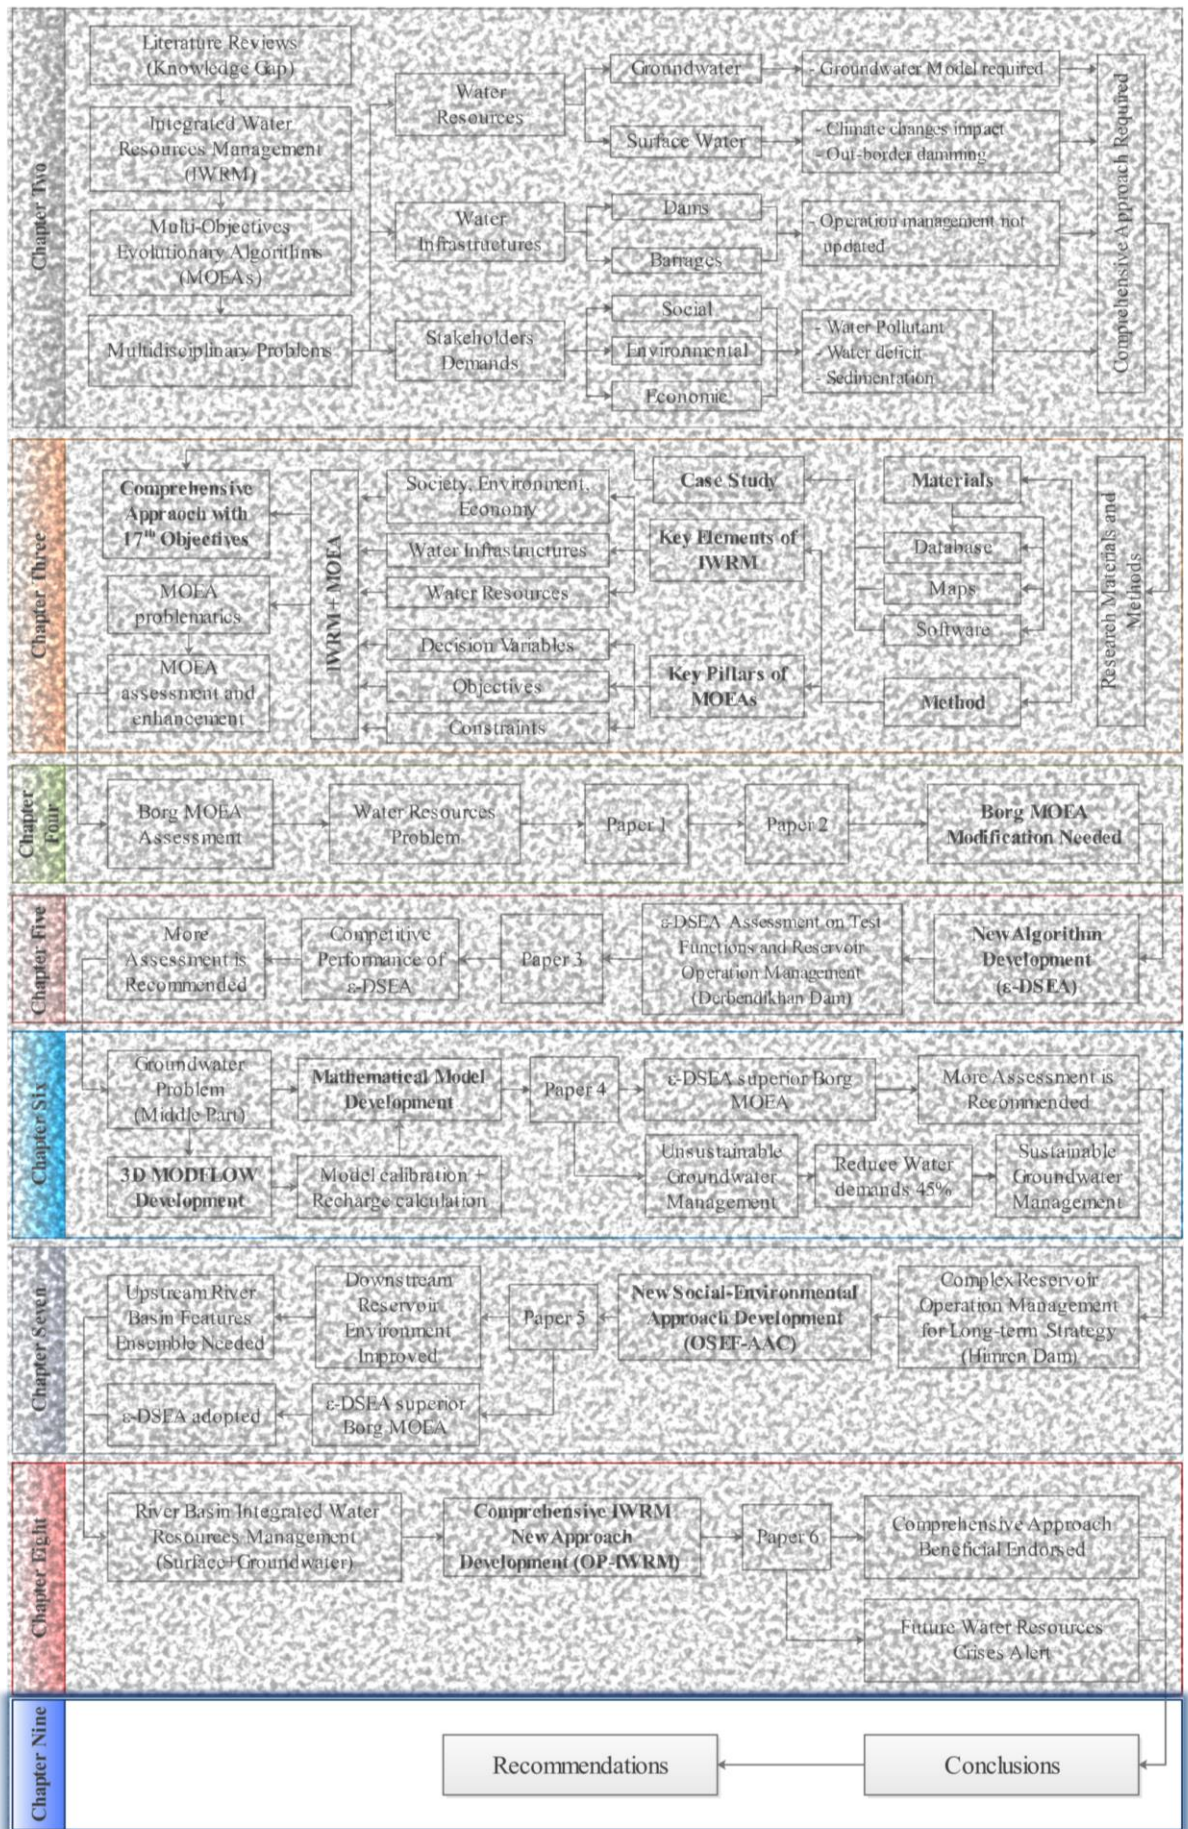 Chapter Two
Literature Reviews
(Knowledge Gap)
Integrated Water
Resources Management
(IWRM)
Multi-Objectives
Evolutionary Algorithms
(MOEAs)
Multidisciplinary Problems
Water
Resources
Water
Infrastructures
Stakeholders
Demands
Groundwater
Surface Water
Dams
Barrages
Social
Environmental
Economic
- Groundwater Model required
- Climate changes impact
- Out-border damming
- Operation management not
updated
- Water Pollutant
- Water deficit
- Sedimentation
Comprehensive Approach Required
Chapter Three
Research Materials and
Methods
Materials
Database
Maps
Software
Method
Case Study
Key Elements of
IWRM
Key Pillars of
MOEAs
Society, Environment,
Economy
Water Infrastructures
Water Resources
Decision Variables
Objectives
Constraints
IWRM + MOEA
Comprehensive
Appraoch with
17th Objectives
MOEA
problematics
MOEA
assessment and
enhancement
Chapter
Four
Borg MOEA
Assessment
Water Resources
Problem
Paper 1
Paper 2
Borg MOEA
Modification Needed
Chapter Five
New Algorithm
Development
(ε-DSEA)
ε-DSEA Assessment on Test
Functions and Reservoir
Operation Management
(Derbendikhan Dam)
Paper 3
Competitive
Performance of
ε-DSEA
More
Assessment is
Recommended
Chapter Six
Groundwater
Problem
(Middle Part)
Mathematical Model
Development
Paper 4
ε-DSEA superior Borg
MOEA
More Assessment is
Recommended
3D MODFLOW
Development
Model calibration +
Recharge calculation
Unsustainable
Groundwater
Management
Reduce Water
demands 45%
Sustainable
Groundwater
Management
Chapter Seven
Complex Reservoir
Operation Management
for Long-term Strategy
(Himren Dam)
New Social-Environmental
Approach Development
(OSEF-AAC)
Paper 5
Downstream
Reservoir
Environment
Improved
Upstream River
Basin Features
Ensemble Needed
ε-DSEA superior
Borg MOEA
ε-DSEA adopted
Chapter Eight
River Basin Integrated Water
Resources Management
(Surface+Groundwater)
Comprehensive IWRM
New Approach
Development (OP-IWRM)
Paper 6
Comprehensive Approach
Beneficial Endorsed
Future Water Resources
Crises Alert
Chapter Nine
Conclusions
Recommendations